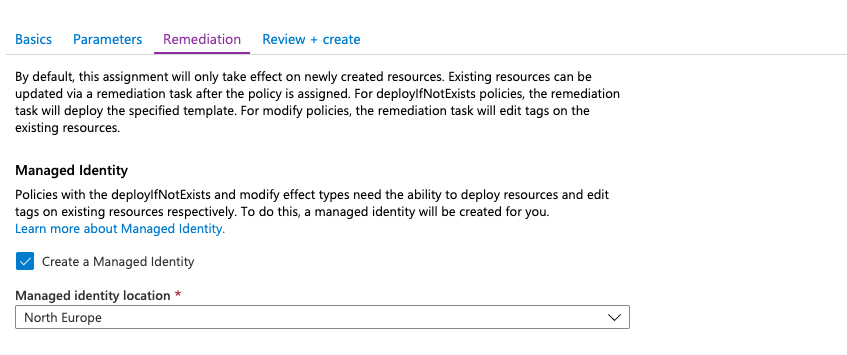 Basics Parameters Remediation Review + create
By default, this assignment will only take effect on newly created resources. Existing resources can be
updated via a remediation task after the policy is assigned. For deployIfNotExists policies, the remediation
task will deploy the specified template. For modify policies, the remediation task will edit tags on the
existing resources.
Managed Identity
Policies with the deployIfNotExists and modify effect types need the ability to deploy resources and edit
tags on existing resources respectively. To do this, a managed identity will be created for you.
Learn more about Managed Identity.
Create a Managed Identity
Managed identity location *
North Europe